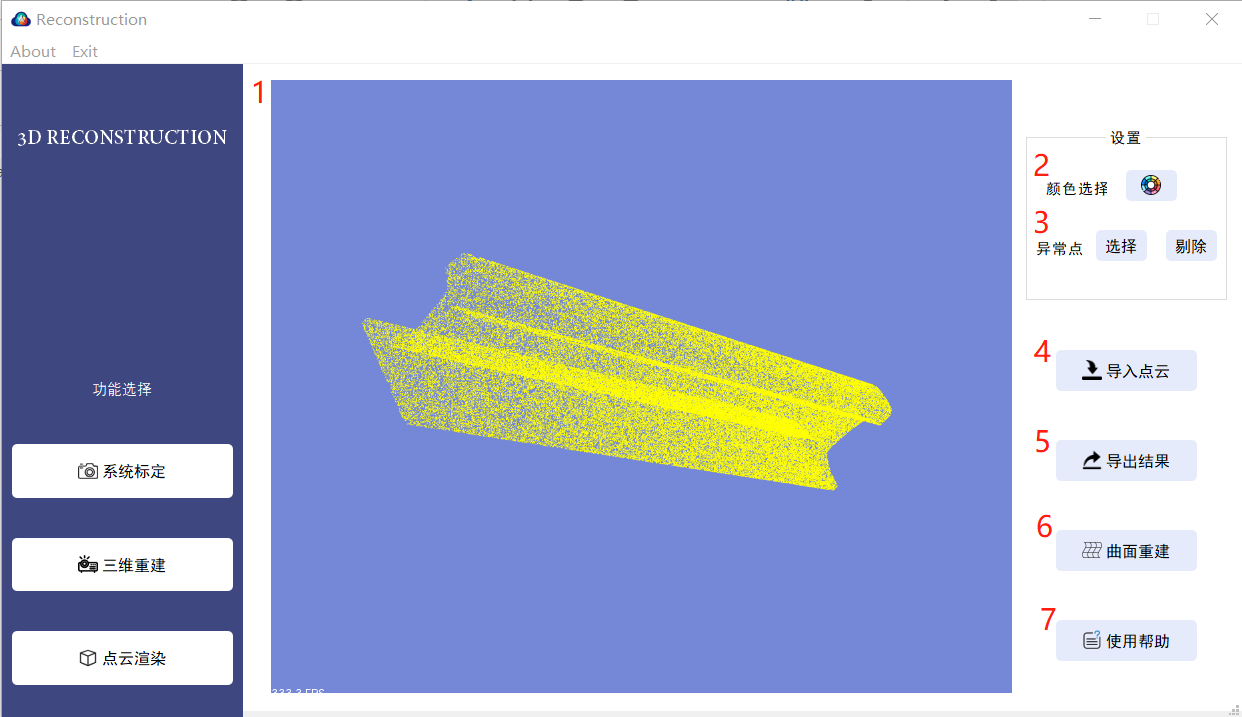 Reconstruction
About Exit
3D RECONSTRUCTION
功能选择
系统标定
三维重建
点云渲染
1
333.3 FPS
设置
2
颜色选择
3
异常点 选择 剔除
4
导入点云
5
导出结果
6
曲面重建
7
使用帮助